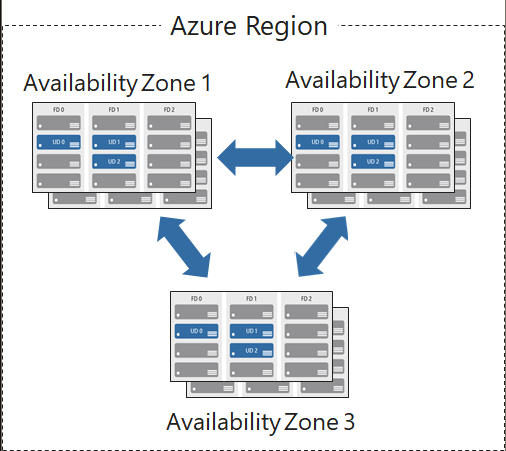 Azure Region
Availability Zone 1
FD 0 FD 1 FD 2
UD 0 UD 1
UD 2
Availability Zone 2
FD 0 FD 1 FD 2
UD 0 UD 1
UD 2
FD 0 FD 1 FD 2
UD 0 UD 1
UD 2
Availability Zone 3